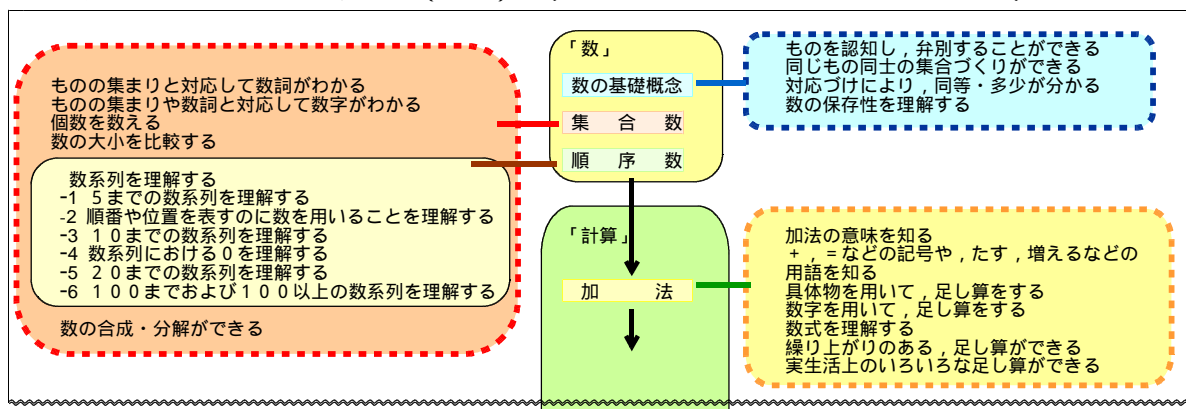 ものの集まりと対応して数詞がわかる
ものの集まりや数詞と対応して数字がわかる
個数を数える
数の大小を比較する
数系列を理解する
-1 5までの数系列を理解する
-2 順番や位置を表すのに数を用いることを理解する
-3 10までの数系列を理解する
-4 数系列における0を理解する
-5 20までの数系列を理解する
-6 100までおよび100以上の数系列を理解する
数の合成・分解ができる
「数」
数の基礎概念
集 合 数
順 序 数
「計算」
加 法
ものを認知し，弁別することができる
同じもの同士の集合づくりができる
対応づけにより，同等・多少が分かる
数の保存性を理解する
加法の意味を知る
+，=などの記号や，たす，増えるなどの
用語を知る
具体物を用いて，足し算をする
数字を用いて，足し算をする
数式を理解する
繰り上がりのある，足し算ができる
実生活上のいろいろな足し算ができる